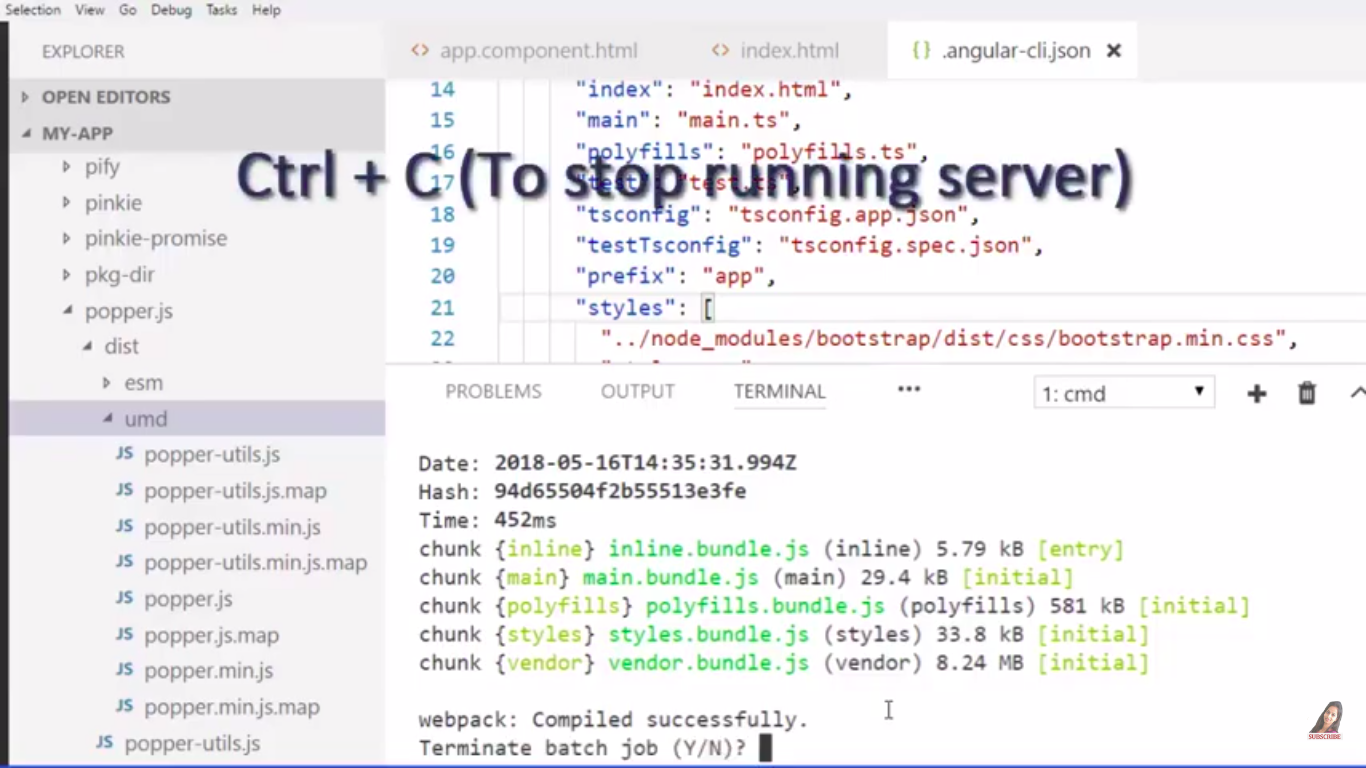 Selection View Go Debug Tasks Help
EXPLORER
OPEN EDITORS
MY-APP
pify
pinkie
pinkie-promise
pkg-dir
popper.js
dist
esm
umd
JS popper-utils.js
JS popper-utils.js.map
JS popper-utils.min.js
JS popper-utils.min.js.map
JS popper.js
JS popper.js.map
JS popper.min.js
JS popper.min.js.map
JS popper-utils.js
<> app.component.html <> index.html {} .angular-cli.json ×
14 "index": "index.html",
15 "main": "main.ts",
16 "polyfills": "polyfills.ts",
Ctrl + C (To stop running server)
17 "test": "test.ts",
18 "tsconfig": "tsconfig.app.json",
19 "testTsconfig": "tsconfig.spec.json",
20 "prefix": "app",
21 "styles": [
22 "../node_modules/bootstrap/dist/css/bootstrap.min.css",
PROBLEMS OUTPUT TERMINAL ••• 1: cmd
Date: 2018-05-16T14:35:31.994Z
Hash: 94d65504f2b55513e3fe
Time: 452ms
chunk {inline} inline.bundle.js (inline) 5.79 kB [entry]
chunk {main} main.bundle.js (main) 29.4 kB [initial]
chunk {polyfills} polyfills.bundle.js (polyfills) 581 kB [initial]
chunk {styles} styles.bundle.js (styles) 33.8 kB [initial]
chunk {vendor} vendor.bundle.js (vendor) 8.24 MB [initial]
webpack: Compiled successfully.
Terminate batch job (Y/N)?
SUBSCRIBE